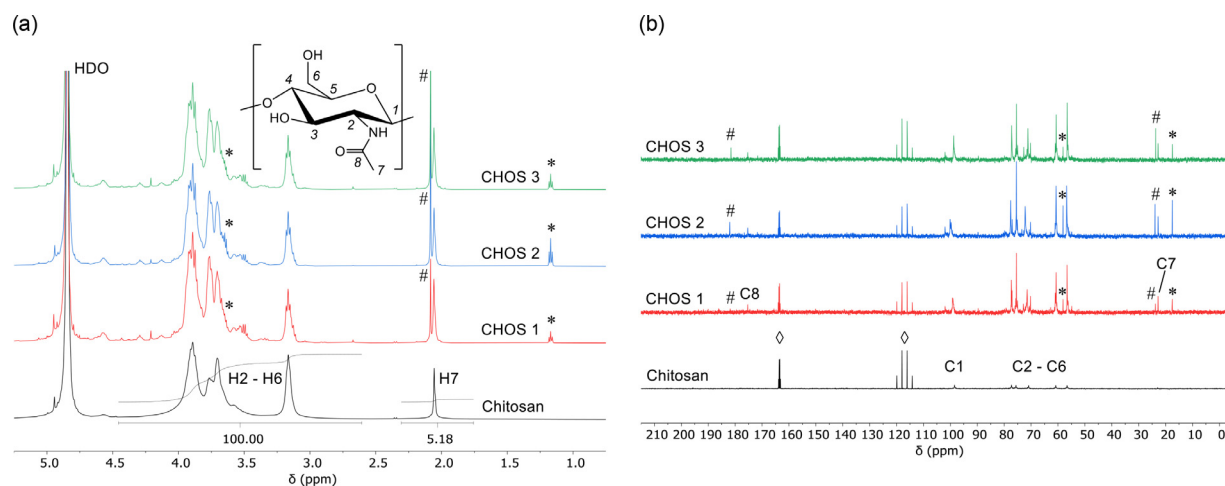 (a)
HDO
OH
6
4
5
O
O
HO
3
2
1
NH
O
8
7
#
*
*
CHOS 3
#
*
*
CHOS 2
#
*
*
CHOS 1
H2 - H6
H7
Chitosan
100.00
5.18
5.0 4.5 4.0 3.5 3.0 2.5 2.0 1.5 1.0
δ (ppm)
(b)
#
*
#
*
CHOS 3
#
*
#
*
CHOS 2
C7
# C8
*
#
*
CHOS 1
◊
◊
C1
C2 - C6
Chitosan
210 200 190 180 170 160 150 140 130 120 110 100 90 80 70 60 50 40 30 20 10 0
δ (ppm)